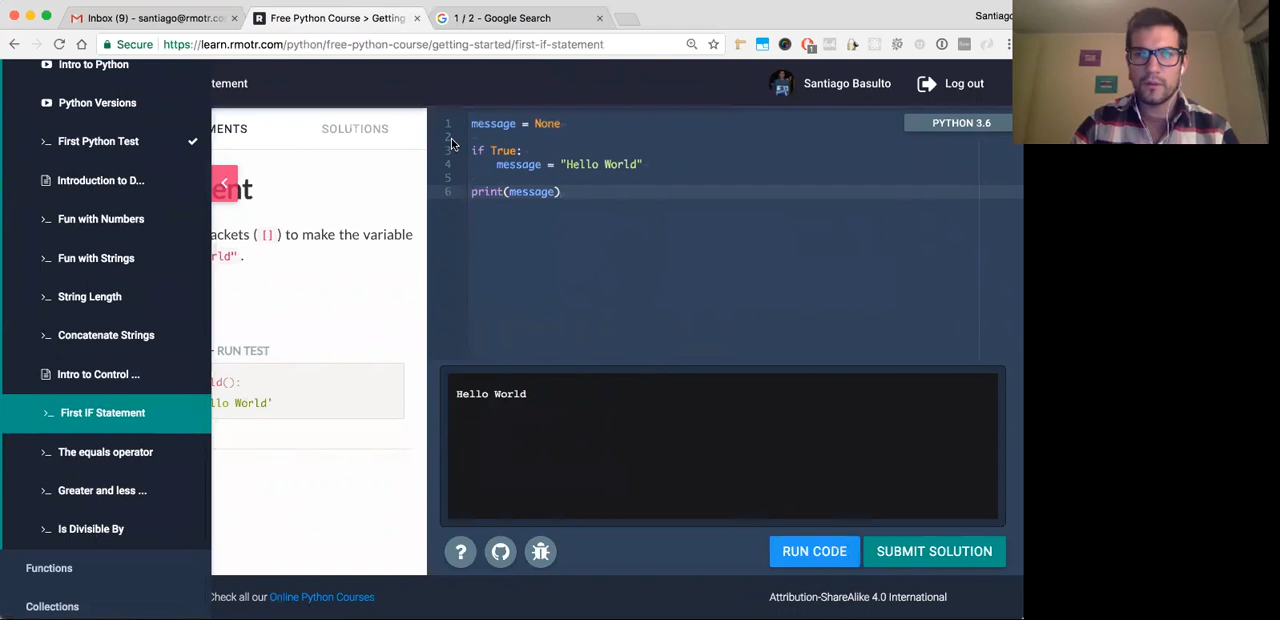 Inbox (9) - santiago@rmotr.co
Free Python Course > Getting
1 / 2 - Google Search
Santiago
Secure
https://learn.rmotr.com/python/free-python-course/getting-started/first-if-statement
Intro to Python
Python Versions
First Python Test
Introduction to D...
Fun with Numbers
Fun with Strings
String Length
Concatenate Strings
Intro to Control ...
First IF Statement
The equals operator
Greater and less ...
Is Divisible By
Functions
Collections
tement
Santiago Basulto
Log out
MENTS
SOLUTIONS
ent
ackets ( [] ) to make the variable
rld".
RUN TEST
ld():
llo World'
PYTHON 3.6
1 message = None
2
3 if True:
4 message = "Hello World"
5
6 print(message)
Hello World
?
RUN CODE
SUBMIT SOLUTION
Check all our Online Python Courses
Attribution-ShareAlike 4.0 International